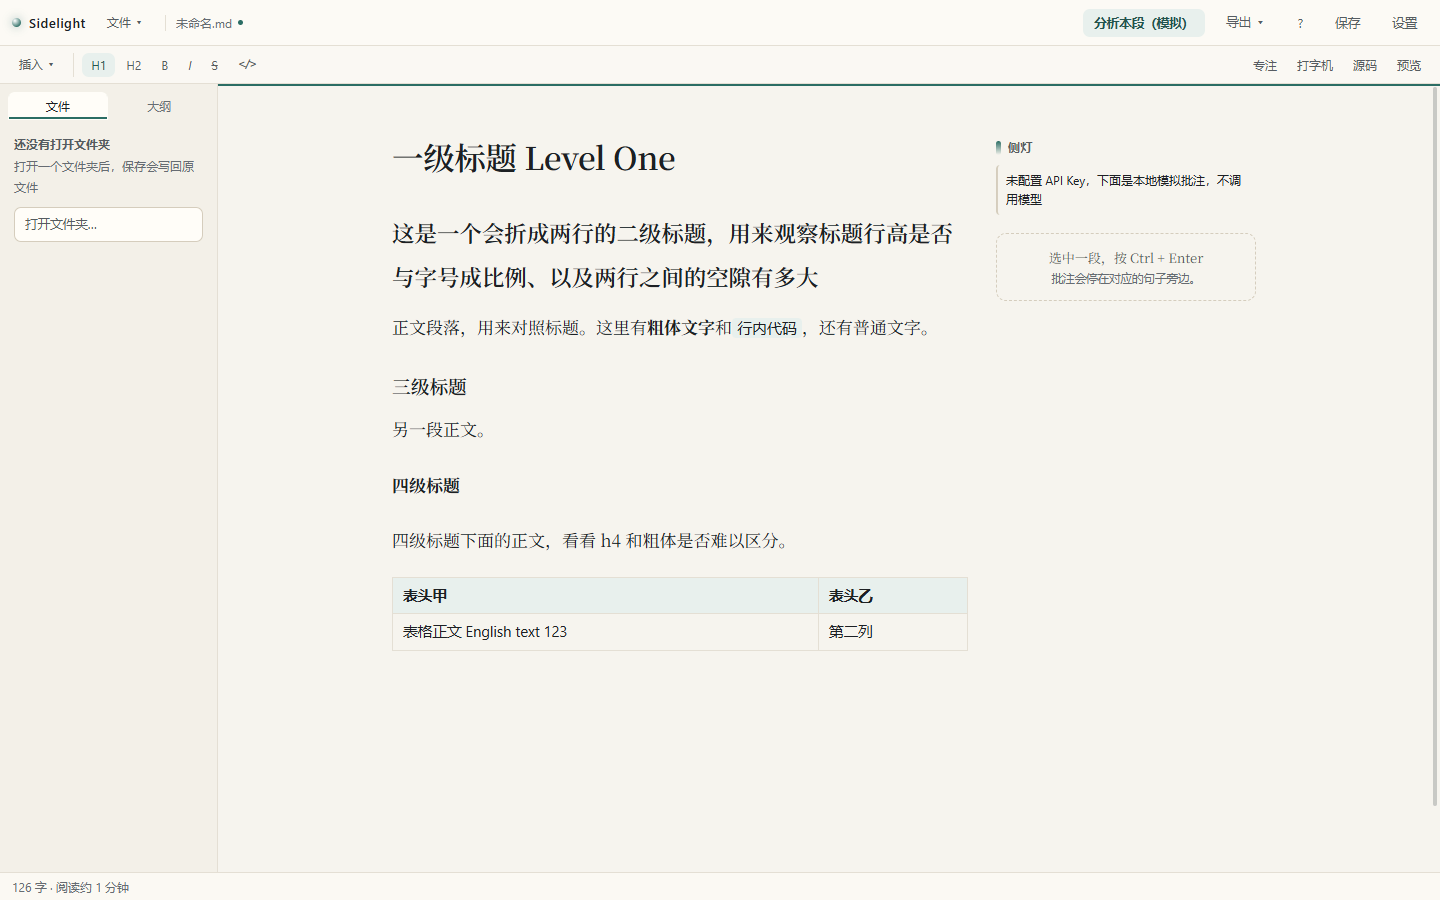 Sidelight 文件 ▾ 未命名.md ● 分析本段（模拟） 导出 ▾ ? 保存 设置
插入 ▾ H1 H2 B I S </> 专注 打字机 源码 预览
文件 大纲
还没有打开文件夹
打开一个文件夹后，保存会写回原
文件
打开文件夹...
一级标题 Level One
这是一个会折成两行的二级标题，用来观察标题行高是否
与字号成比例、以及两行之间的空隙有多大
正文段落，用来对照标题。这里有粗体文字和 行内代码 ，还有普通文字。
三级标题
另一段正文。
四级标题
四级标题下面的正文，看看 h4 和粗体是否难以区分。
表头甲 表头乙
表格正文 English text 123 第二列
侧灯
未配置 API Key，下面是本地模拟批注，不调
用模型
选中一段，按 Ctrl + Enter
批注会停在对应的句子旁边。
126 字 · 阅读约 1 分钟